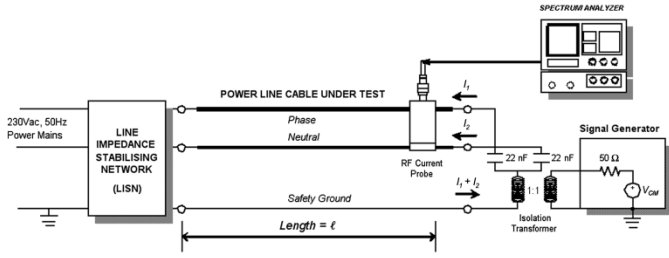 SPECTRUM ANALYZER
I1
POWER LINE CABLE UNDER TEST
Phase
230Vac, 50Hz
Power Mains
LINE
IMPEDANCE
STABILISING
NETWORK
(LISN)
I2
Neutral
Signal Generator
RF Current
Probe
22 nF
22 nF
50 Ω
I1 + I2
1:1
VCM
Safety Ground
Isolation
Transformer
Length = ℓ